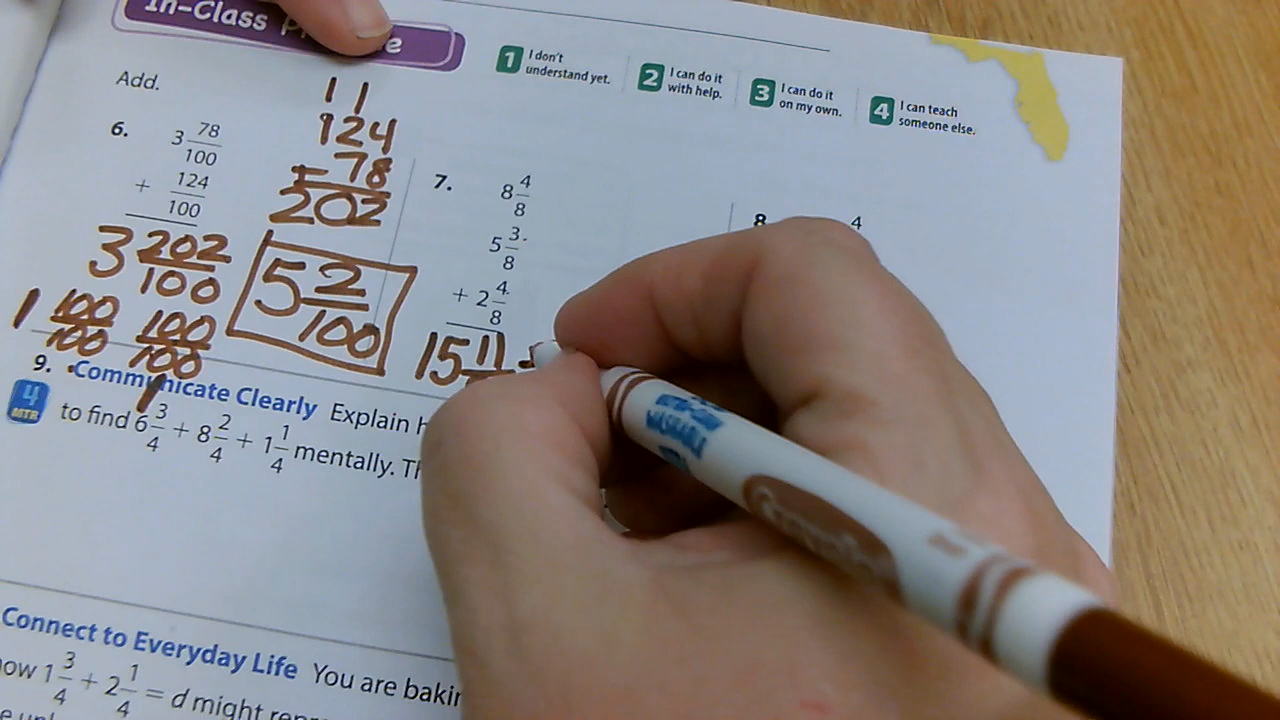 In-Class
1 I don't understand yet.
2 I can do it with help.
3 I can do it on my own.
4 I can teach someone else.
Add.
6. 3 78/100
+ 124/100
3 202/100
1 100/100 100/100
1
1 1
124
+ 78
202
5 2/100
7. 8 4/8
5 3/8
+ 2 4/8
15 11
8 4
9. Communicate Clearly Explain
4 MTR
to find 6 3/4 + 8 2/4 + 1 1/4 mentally.
Connect to Everyday Life You are
1 3/4 + 2 1/4 = d might